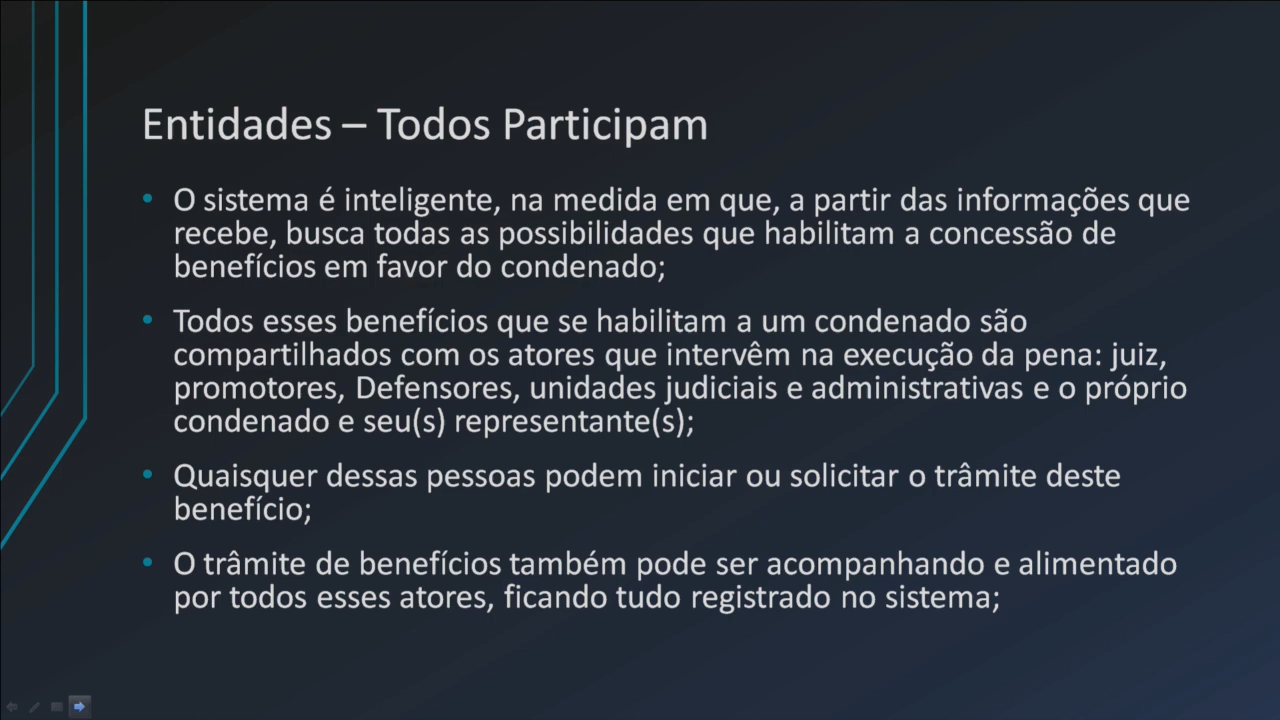 Entidades – Todos Participam
• O sistema é inteligente, na medida em que, a partir das informações que
recebe, busca todas as possibilidades que habilitam a concessão de
benefícios em favor do condenado;
• Todos esses benefícios que se habilitam a um condenado são
compartilhados com os atores que intervêm na execução da pena: juiz,
promotores, Defensores, unidades judiciais e administrativas e o próprio
condenado e seu(s) representante(s);
• Quaisquer dessas pessoas podem iniciar ou solicitar o trâmite deste
benefício;
• O trâmite de benefícios também pode ser acompanhando e alimentado
por todos esses atores, ficando tudo registrado no sistema;